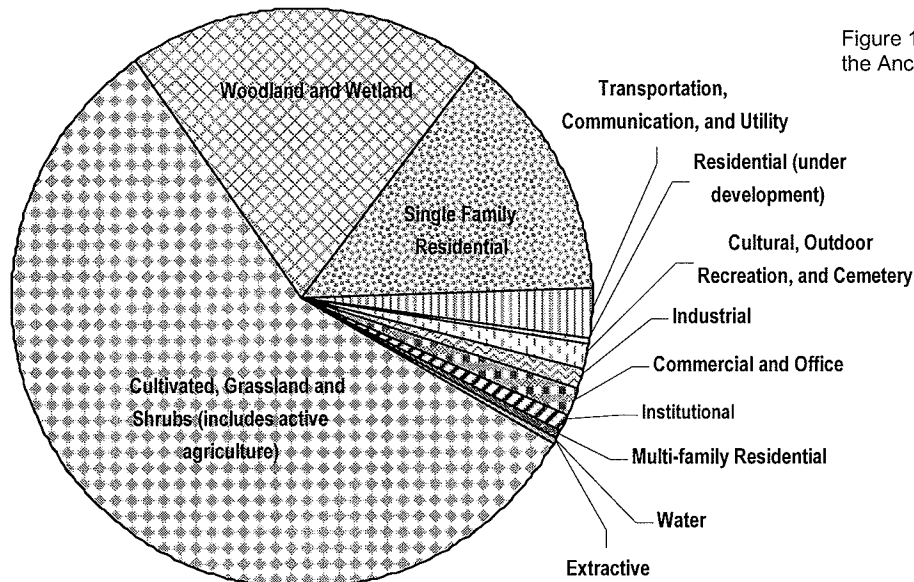 Figure 1
the Anc
Woodland and Wetland
Transportation,
Communication, and Utility
Residential (under
development)
Single Family
Residential
Cultural, Outdoor
Recreation, and Cemetery
Industrial
Commercial and Office
Institutional
Multi-family Residential
Water
Extractive
Cultivated, Grassland and
Shrubs (includes active
agriculture)